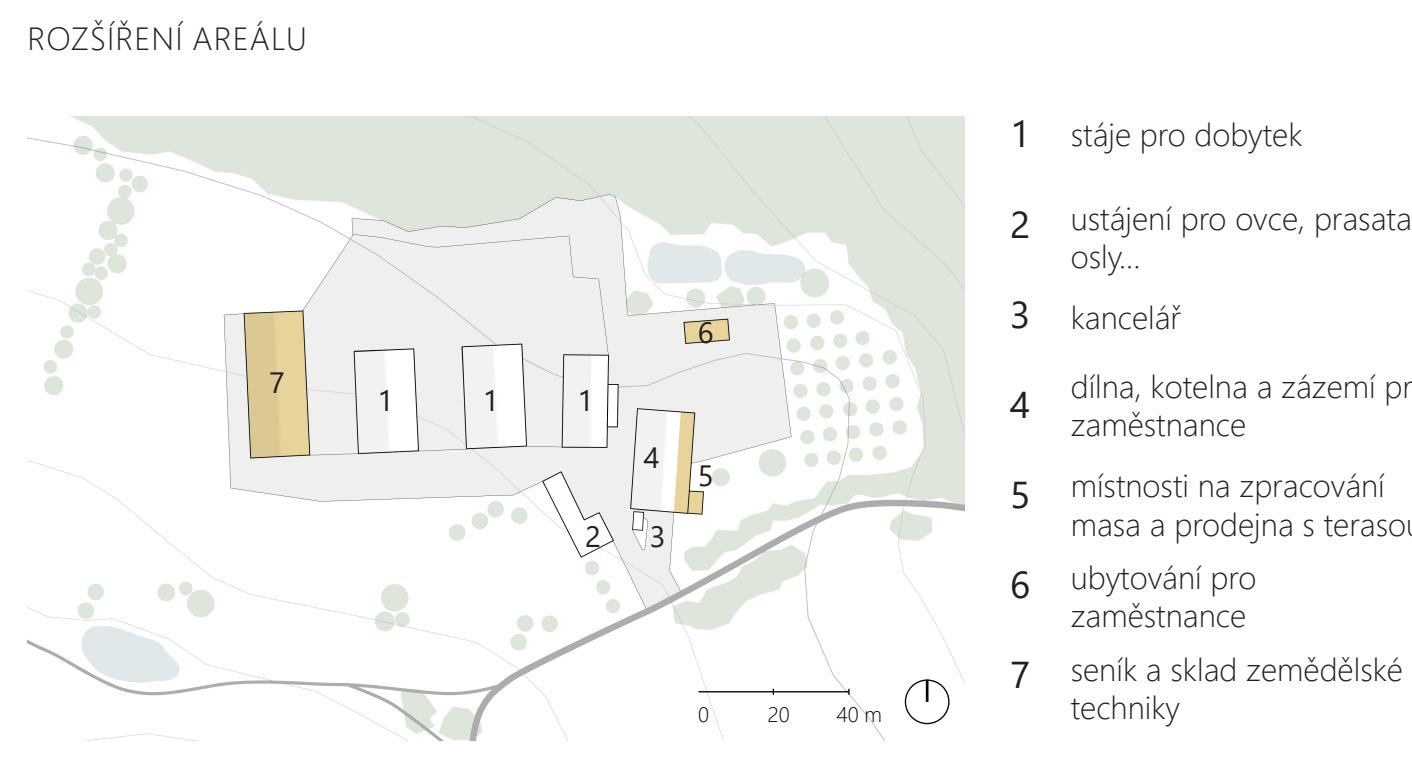 ROZŠÍŘENÍ AREÁLU
7
1
1
1
6
4
5
2
3
0 20 40 m
1 stáje pro dobytek
2 ustájení pro ovce, prasata
osly...
3 kancelář
4 dílna, kotelna a zázemí pr
zaměstnance
5 místnosti na zpracování
masa a prodejna s terasou
6 ubytování pro
zaměstnance
7 seník a sklad zemědělské
techniky